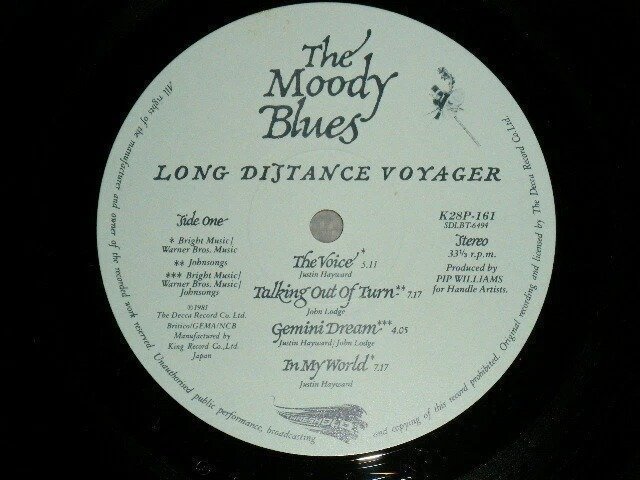 The
Moody
Blues
LONG DISTANCE VOYAGER
Side One
* Bright Music/
Warner Bros. Music
** Johnsongs
*** Bright Music/
Warner Bros. Music/
Johnsongs
℗1981
The Decca Record Co. Ltd.
Britico/GEMA/NCB
Manufactured by
King Record Co., Ltd.
Japan
K28P-161
SDLBT-6494
Stereo
33⅓ r.p.m.
Produced by
PIP WILLIAMS
for Handle Artists.
The Voice* 5.11
Justin Hayward
Talking Out Of Turn** 7.17
John Lodge
Gemini Dream*** 4.05
Justin Hayward, John Lodge
In My World* 7.17
Justin Hayward
All rights of the manufacturer and owner of the recorded work reserved. Unauthorised public performance, broadcasting and copying of this record prohibited. Original recording and licensed by The Decca Record Co. Ltd.